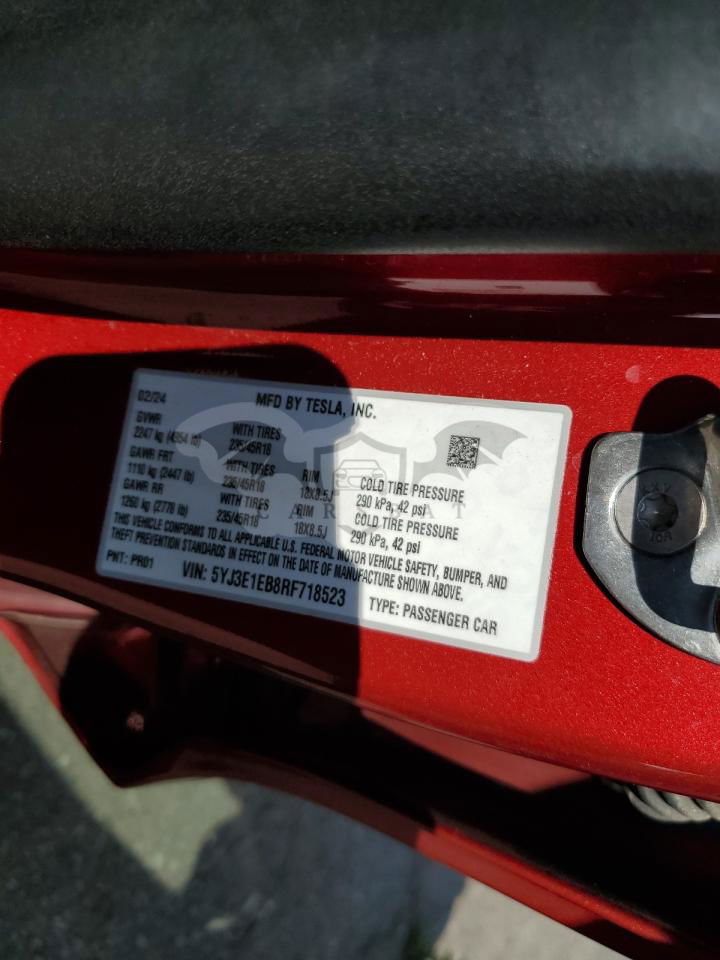 02/24 MFD BY TESLA, INC.
GVWR
2247 kg (4954 lb) WITH TIRES
235/45R18
GAWR FRT
1110 kg (2447 lb) WITH TIRES RIM COLD TIRE PRESSURE
235/45R18 18X8.5J 290 kPa, 42 psi
GAWR RR
1260 kg (2778 lb) WITH TIRES RIM COLD TIRE PRESSURE
235/45R18 18X8.5J 290 kPa, 42 psi
THIS VEHICLE CONFORMS TO ALL APPLICABLE U.S. FEDERAL MOTOR VEHICLE SAFETY, BUMPER, AND
THEFT PREVENTION STANDARDS IN EFFECT ON THE DATE OF MANUFACTURE SHOWN ABOVE.
PNT: PR01 VIN: 5YJ3E1EB8RF718523 TYPE: PASSENGER CAR
CARSBAT